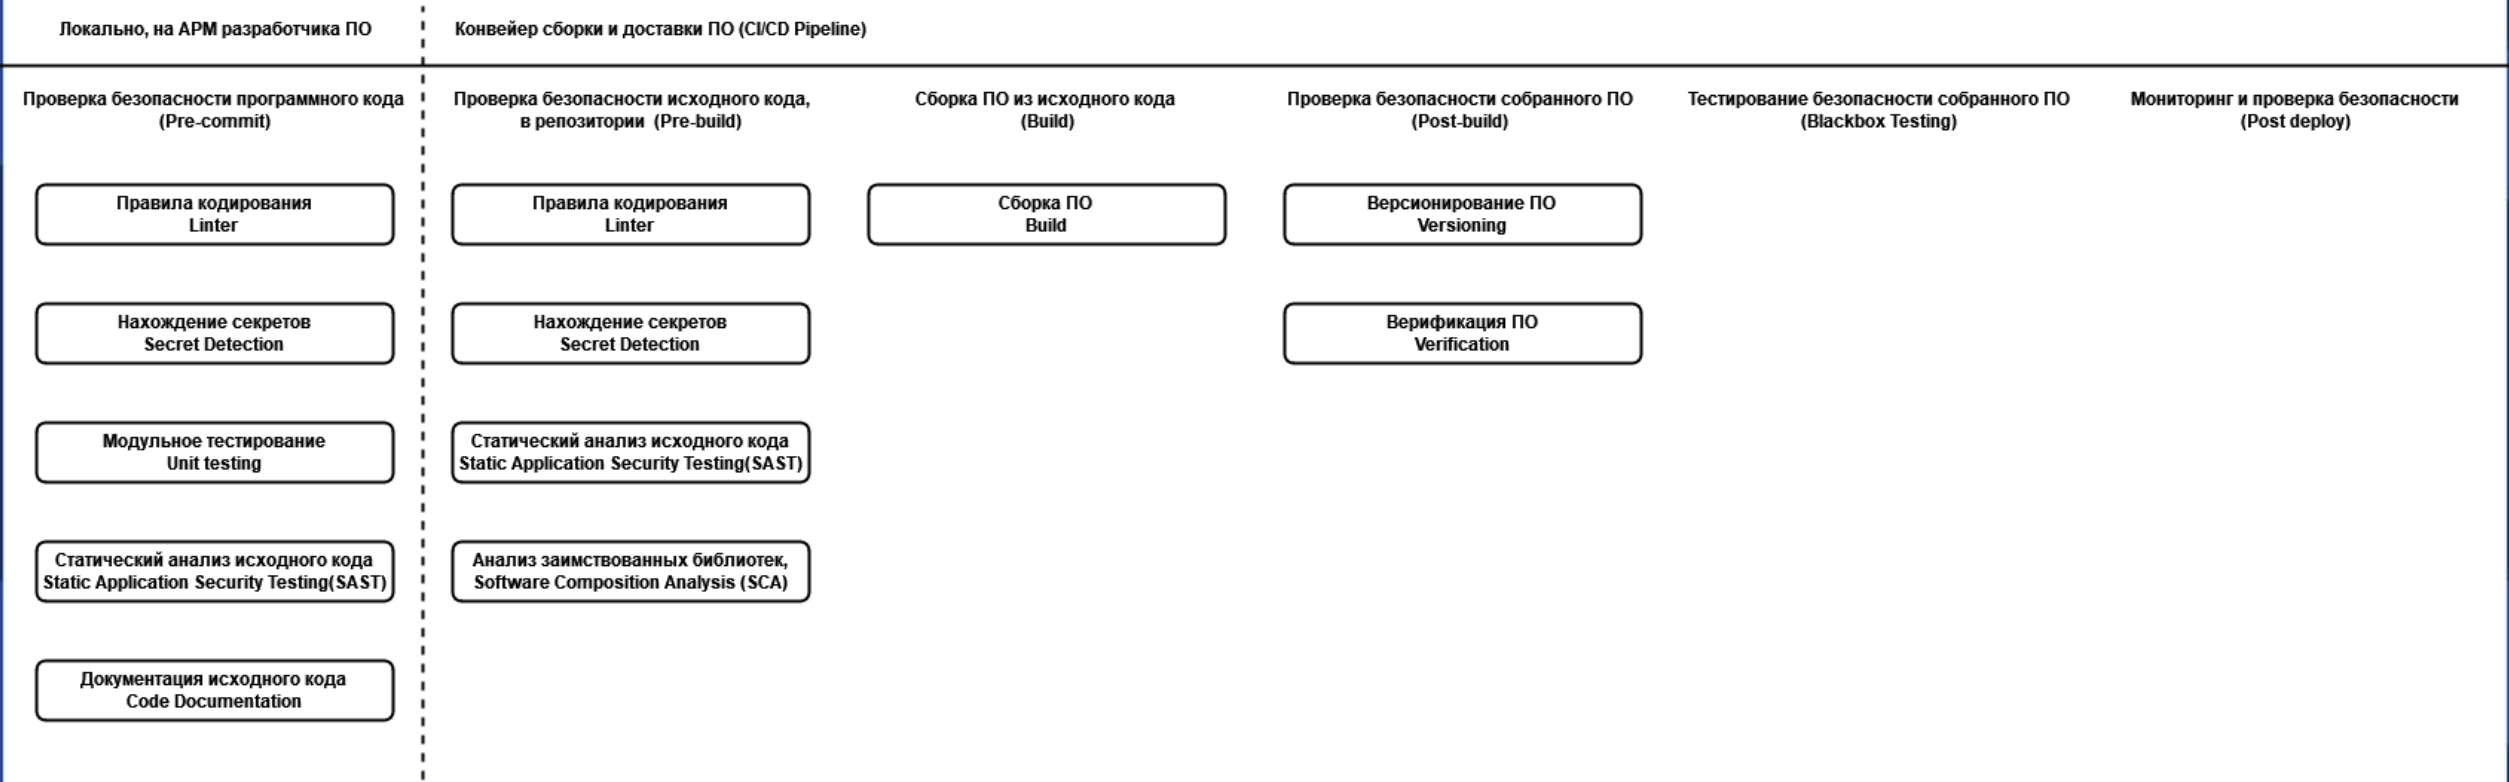 Локально, на АРМ разработчика ПО
Конвейер сборки и доставки ПО (CI/CD Pipeline)
Проверка безопасности программного кода
(Pre-commit)
Правила кодирования
Linter
Нахождение секретов
Secret Detection
Модульное тестирование
Unit testing
Статический анализ исходного кода
Static Application Security Testing(SAST)
Документация исходного кода
Code Documentation
Проверка безопасности исходного кода,
в репозитории (Pre-build)
Правила кодирования
Linter
Нахождение секретов
Secret Detection
Статический анализ исходного кода
Static Application Security Testing(SAST)
Анализ заимствованных библиотек,
Software Composition Analysis (SCA)
Сборка ПО из исходного кода
(Build)
Сборка ПО
Build
Проверка безопасности собранного ПО
(Post-build)
Версионирование ПО
Versioning
Верификация ПО
Verification
Тестирование безопасности собранного ПО
(Blackbox Testing)
Мониторинг и проверка безопасности
(Post deploy)